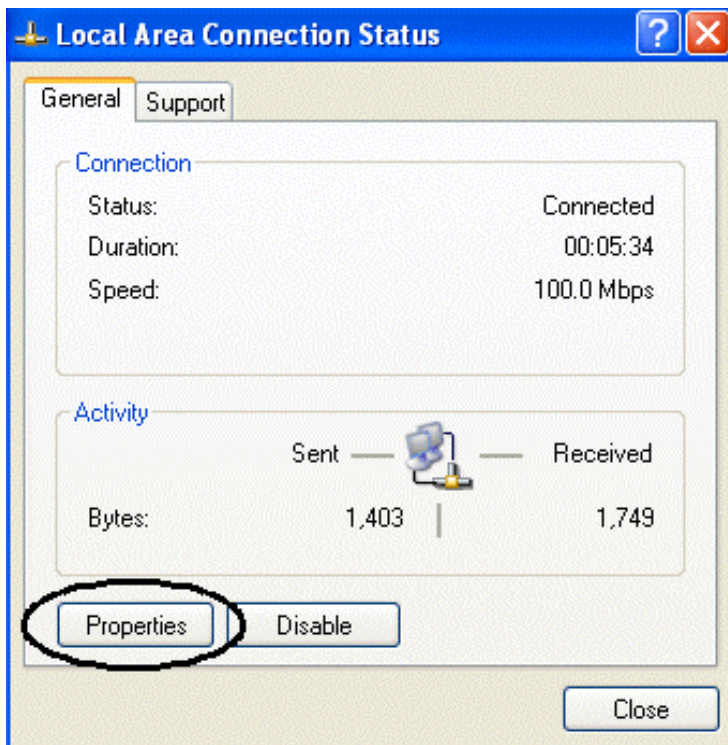 Local Area Connection Status
General Support
Connection
Status: Connected
Duration: 00:05:34
Speed: 100.0 Mbps
Activity
Sent Received
Bytes: 1,403 1,749
Properties Disable
Close